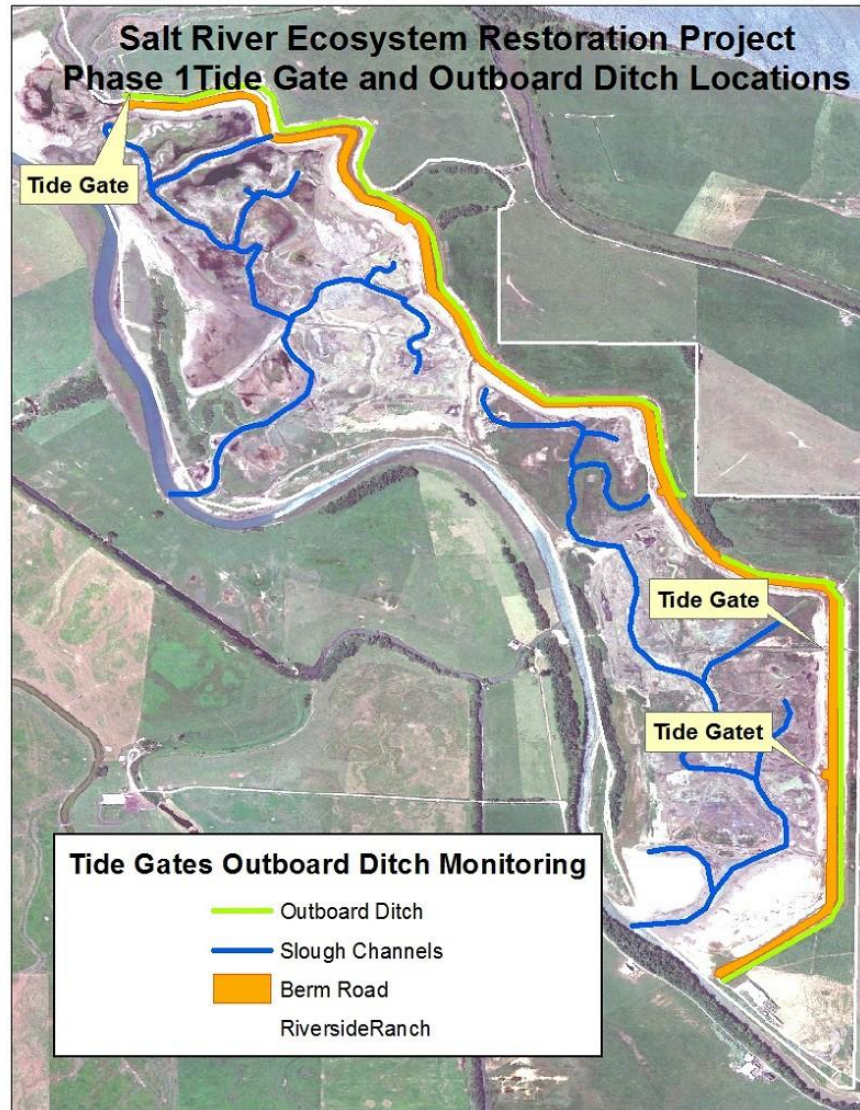 Salt River Ecosystem Restoration Project
Phase 1Tide Gate and Outboard Ditch Locations
Tide Gate
Tide Gate
Tide Gatet
Tide Gates Outboard Ditch Monitoring
Outboard Ditch
Slough Channels
Berm Road
RiversideRanch